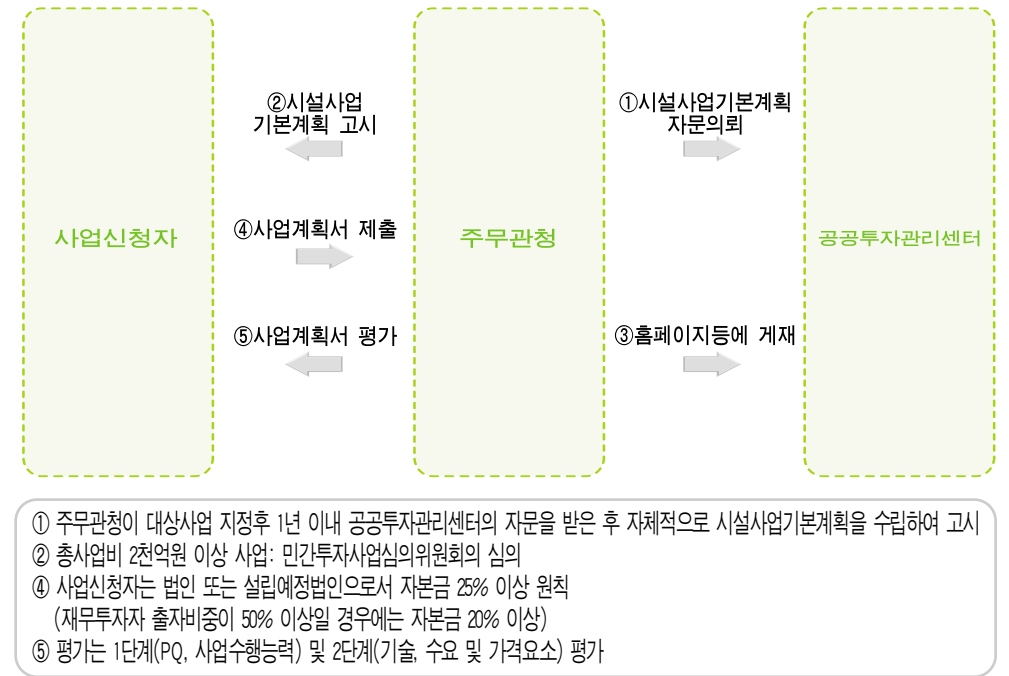 ②시설사업
기본계획 고시
①시설사업기본계획
자문의뢰
사업신청자
④사업계획서 제출
주무관청
공공투자관리센터
⑤사업계획서 평가
③홈페이지등에 게재
① 주무관청이 대상사업 지정후 1년 이내 공공투자관리센터의 자문을 받은 후 자체적으로 시설사업기본계획을 수립하여 고시
② 총사업비 2천억원 이상 사업: 민간투자사업심의위원회의 심의
④ 사업신청자는 법인 또는 설립예정법인으로서 자본금 25% 이상 원칙
(재무투자자 출자비중이 50% 이상일 경우에는 자본금 20% 이상)
⑤ 평가는 1단계(PQ, 사업수행능력) 및 2단계(기술, 수요 및 가격요소) 평가